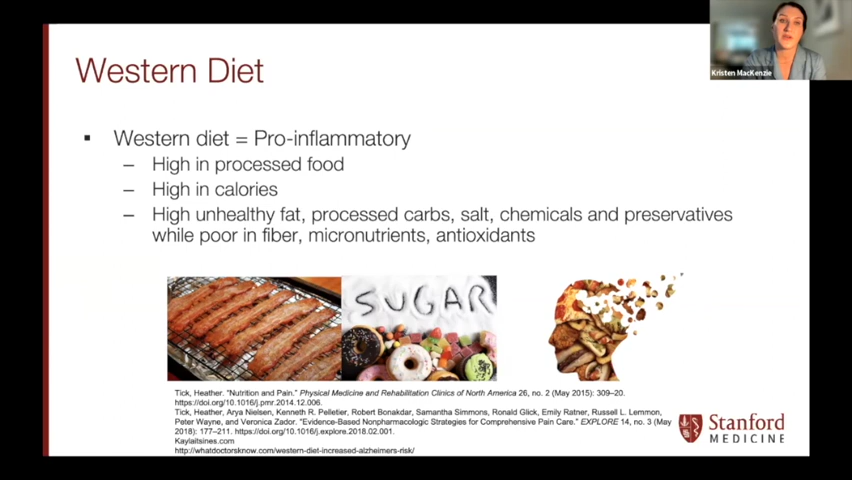 Kristen MacKenzie
Western Diet
▪ Western diet = Pro-inflammatory
– High in processed food
– High in calories
– High unhealthy fat, processed carbs, salt, chemicals and preservatives
while poor in fiber, micronutrients, antioxidants
SUGAR
Tick, Heather. "Nutrition and Pain." Physical Medicine and Rehabilitation Clinics of North America 26, no. 2 (May 2015): 309–20.
https://doi.org/10.1016/j.pmr.2014.12.006.
Tick, Heather, Arya Nielsen, Kenneth R. Pelletier, Robert Bonakdar, Samantha Simmons, Ronald Glick, Emily Ratner, Russell L. Lemmon,
Peter Wayne, and Veronica Zador. "Evidence-Based Nonpharmacologic Strategies for Comprehensive Pain Care." EXPLORE 14, no. 3 (May
2018): 177–211. https://doi.org/10.1016/j.explore.2018.02.001.
Kaylaitsines.com
http://whatdoctorsknow.com/western-diet-increased-alzheimers-risk/
Stanford
MEDICINE